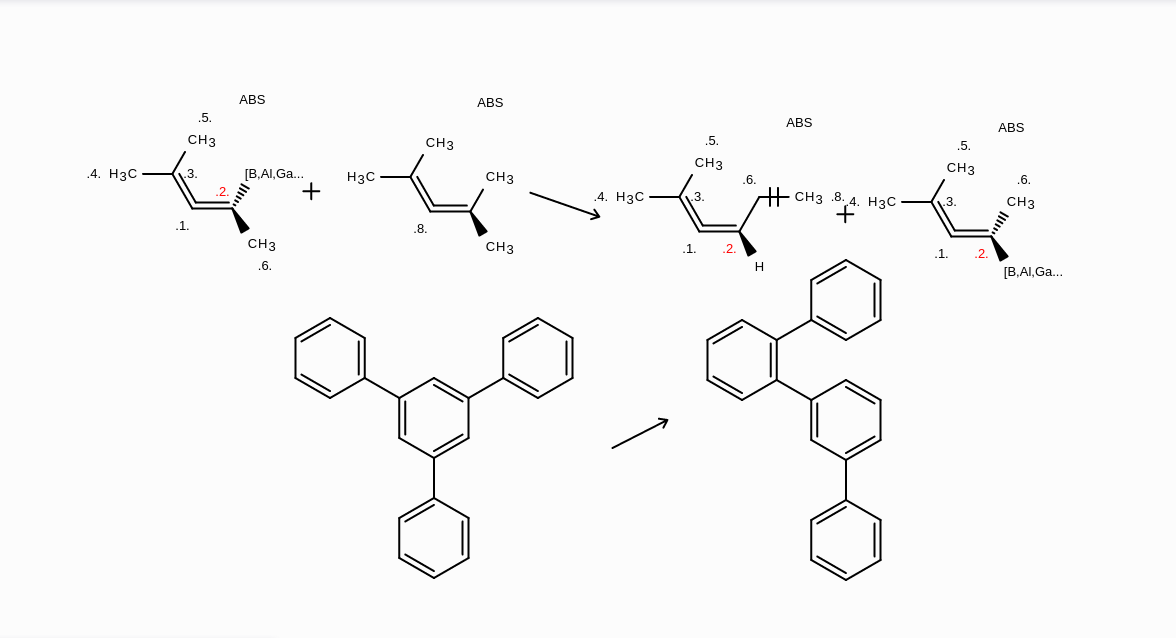 ABS
.5.
CH3
.4. H3C
.3.
[B,Al,Ga...
.2.
.1.
CH3
.6.
+
ABS
CH3
H3C
CH3
.8.
CH3
ABS
.5.
CH3
.6.
.4. H3C
.3.
CH3 .8.
.1.
.2.
H
+
ABS
.5.
CH3
.6.
.4. H3C
.3.
CH3
.1.
.2.
[B,Al,Ga...